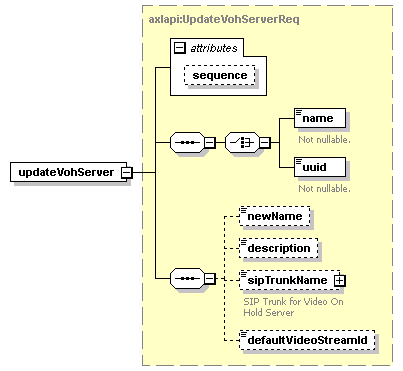 axlapi:UpdateVohServerReq
attributes
sequence
name
Not nullable.
updateVohServer
uuid
Not nullable.
newName
description
sipTrunkName
SIP Trunk for Video On
Hold Server
defaultVideoStreamId